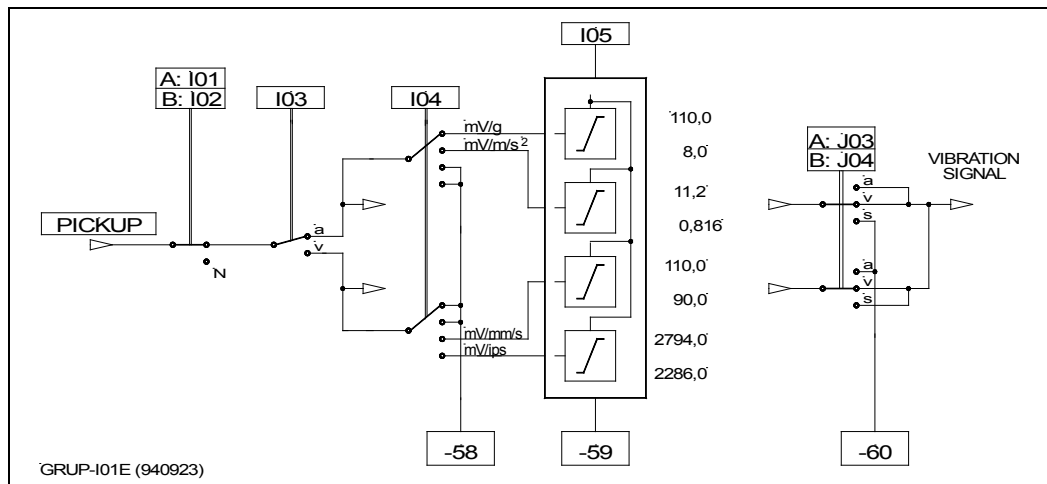 I05
A: I01
B: I02
I03
I04
mV/g
mV/m/s²
110,0
8,0
11,2
0,816
110,0
90,0
2794,0
2286,0
A: J03
B: J04
VIBRATION
SIGNAL
a
v
s
a
v
s
PICKUP
a
v
N
mV/mm/s
mV/ips
-58
-59
-60
GRUP-I01E (940923)